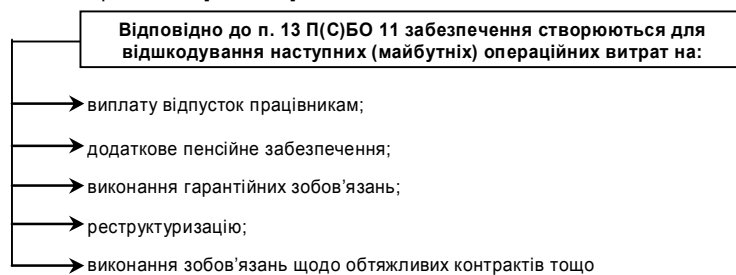 Відповідно до п. 13 П(С)БО 11 забезпечення створюються для
відшкодування наступних (майбутніх) операційних витрат на:
виплату відпусток працівникам;
додаткове пенсійне забезпечення;
виконання гарантійних зобов’язань;
реструктуризацію;
виконання зобов’язань щодо обтяжливих контрактів тощо